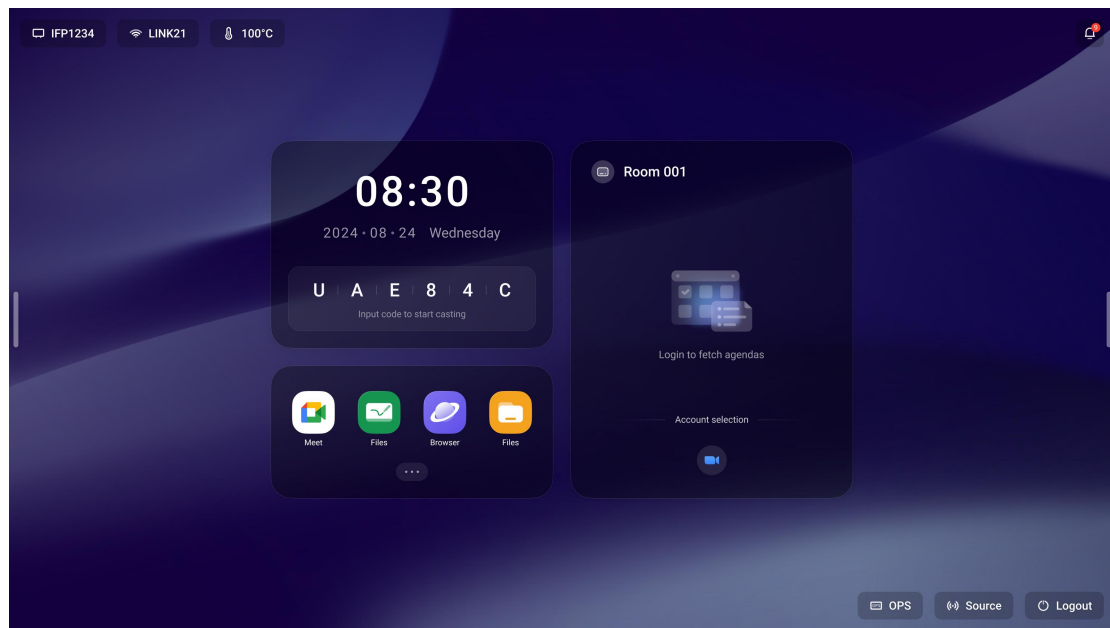 IFP1234
LINK21
100°C
9
08:30
2024・08・24 Wednesday
U A E 8 4 C
Input code to start casting
Meet
Files
Browser
Files
Room 001
Login to fetch agendas
Account selection
OPS
Source
Logout